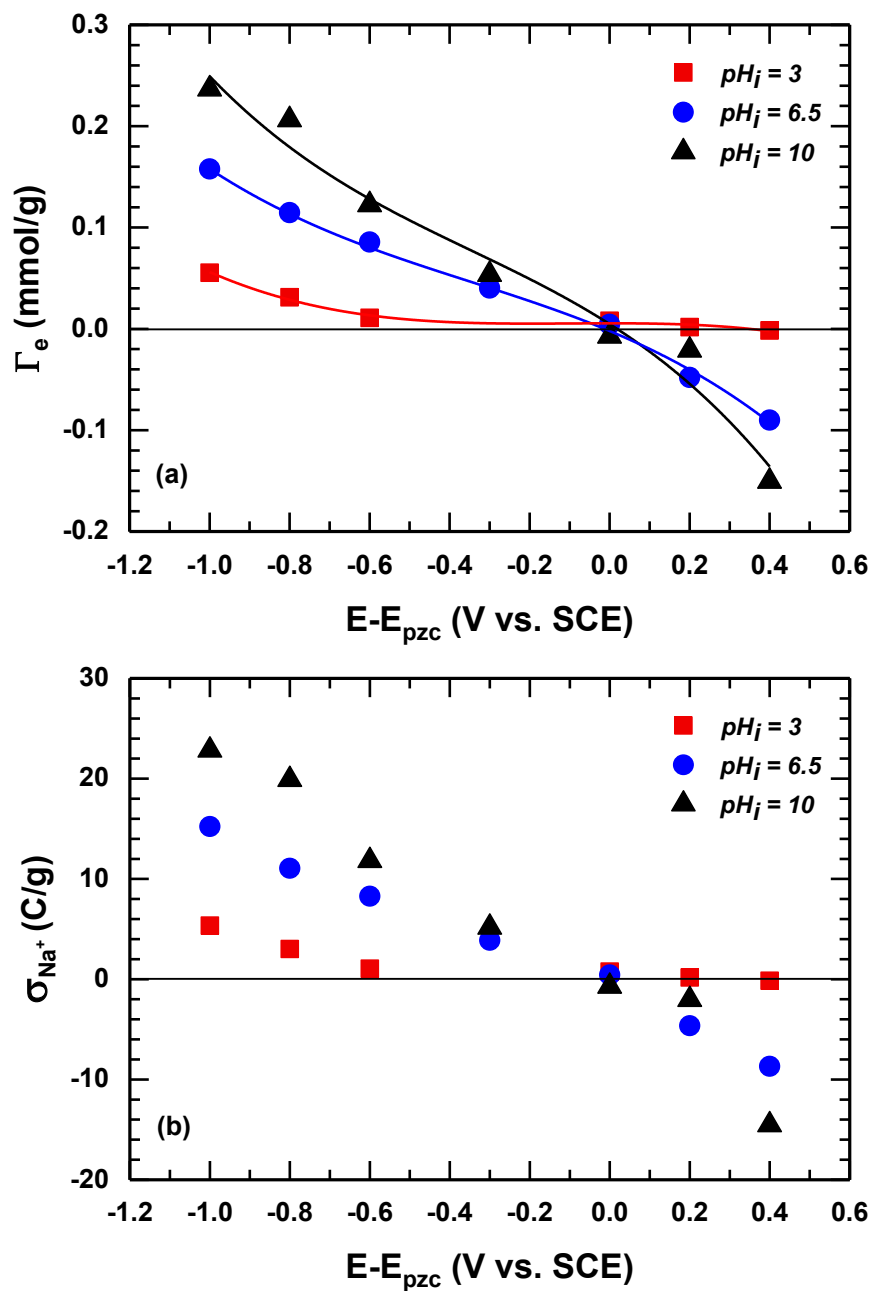 0.3
0.2
0.1
0.0
-0.1
-0.2
Γe (mmol/g)
pHi = 3
pHi = 6.5
pHi = 10
(a)
-1.2 -1.0 -0.8 -0.6 -0.4 -0.2 0.0 0.2 0.4 0.6
E-Epzc (V vs. SCE)
30
20
10
0
-10
-20
σNa+ (C/g)
pHi = 3
pHi = 6.5
pHi = 10
(b)
-1.2 -1.0 -0.8 -0.6 -0.4 -0.2 0.0 0.2 0.4 0.6
E-Epzc (V vs. SCE)